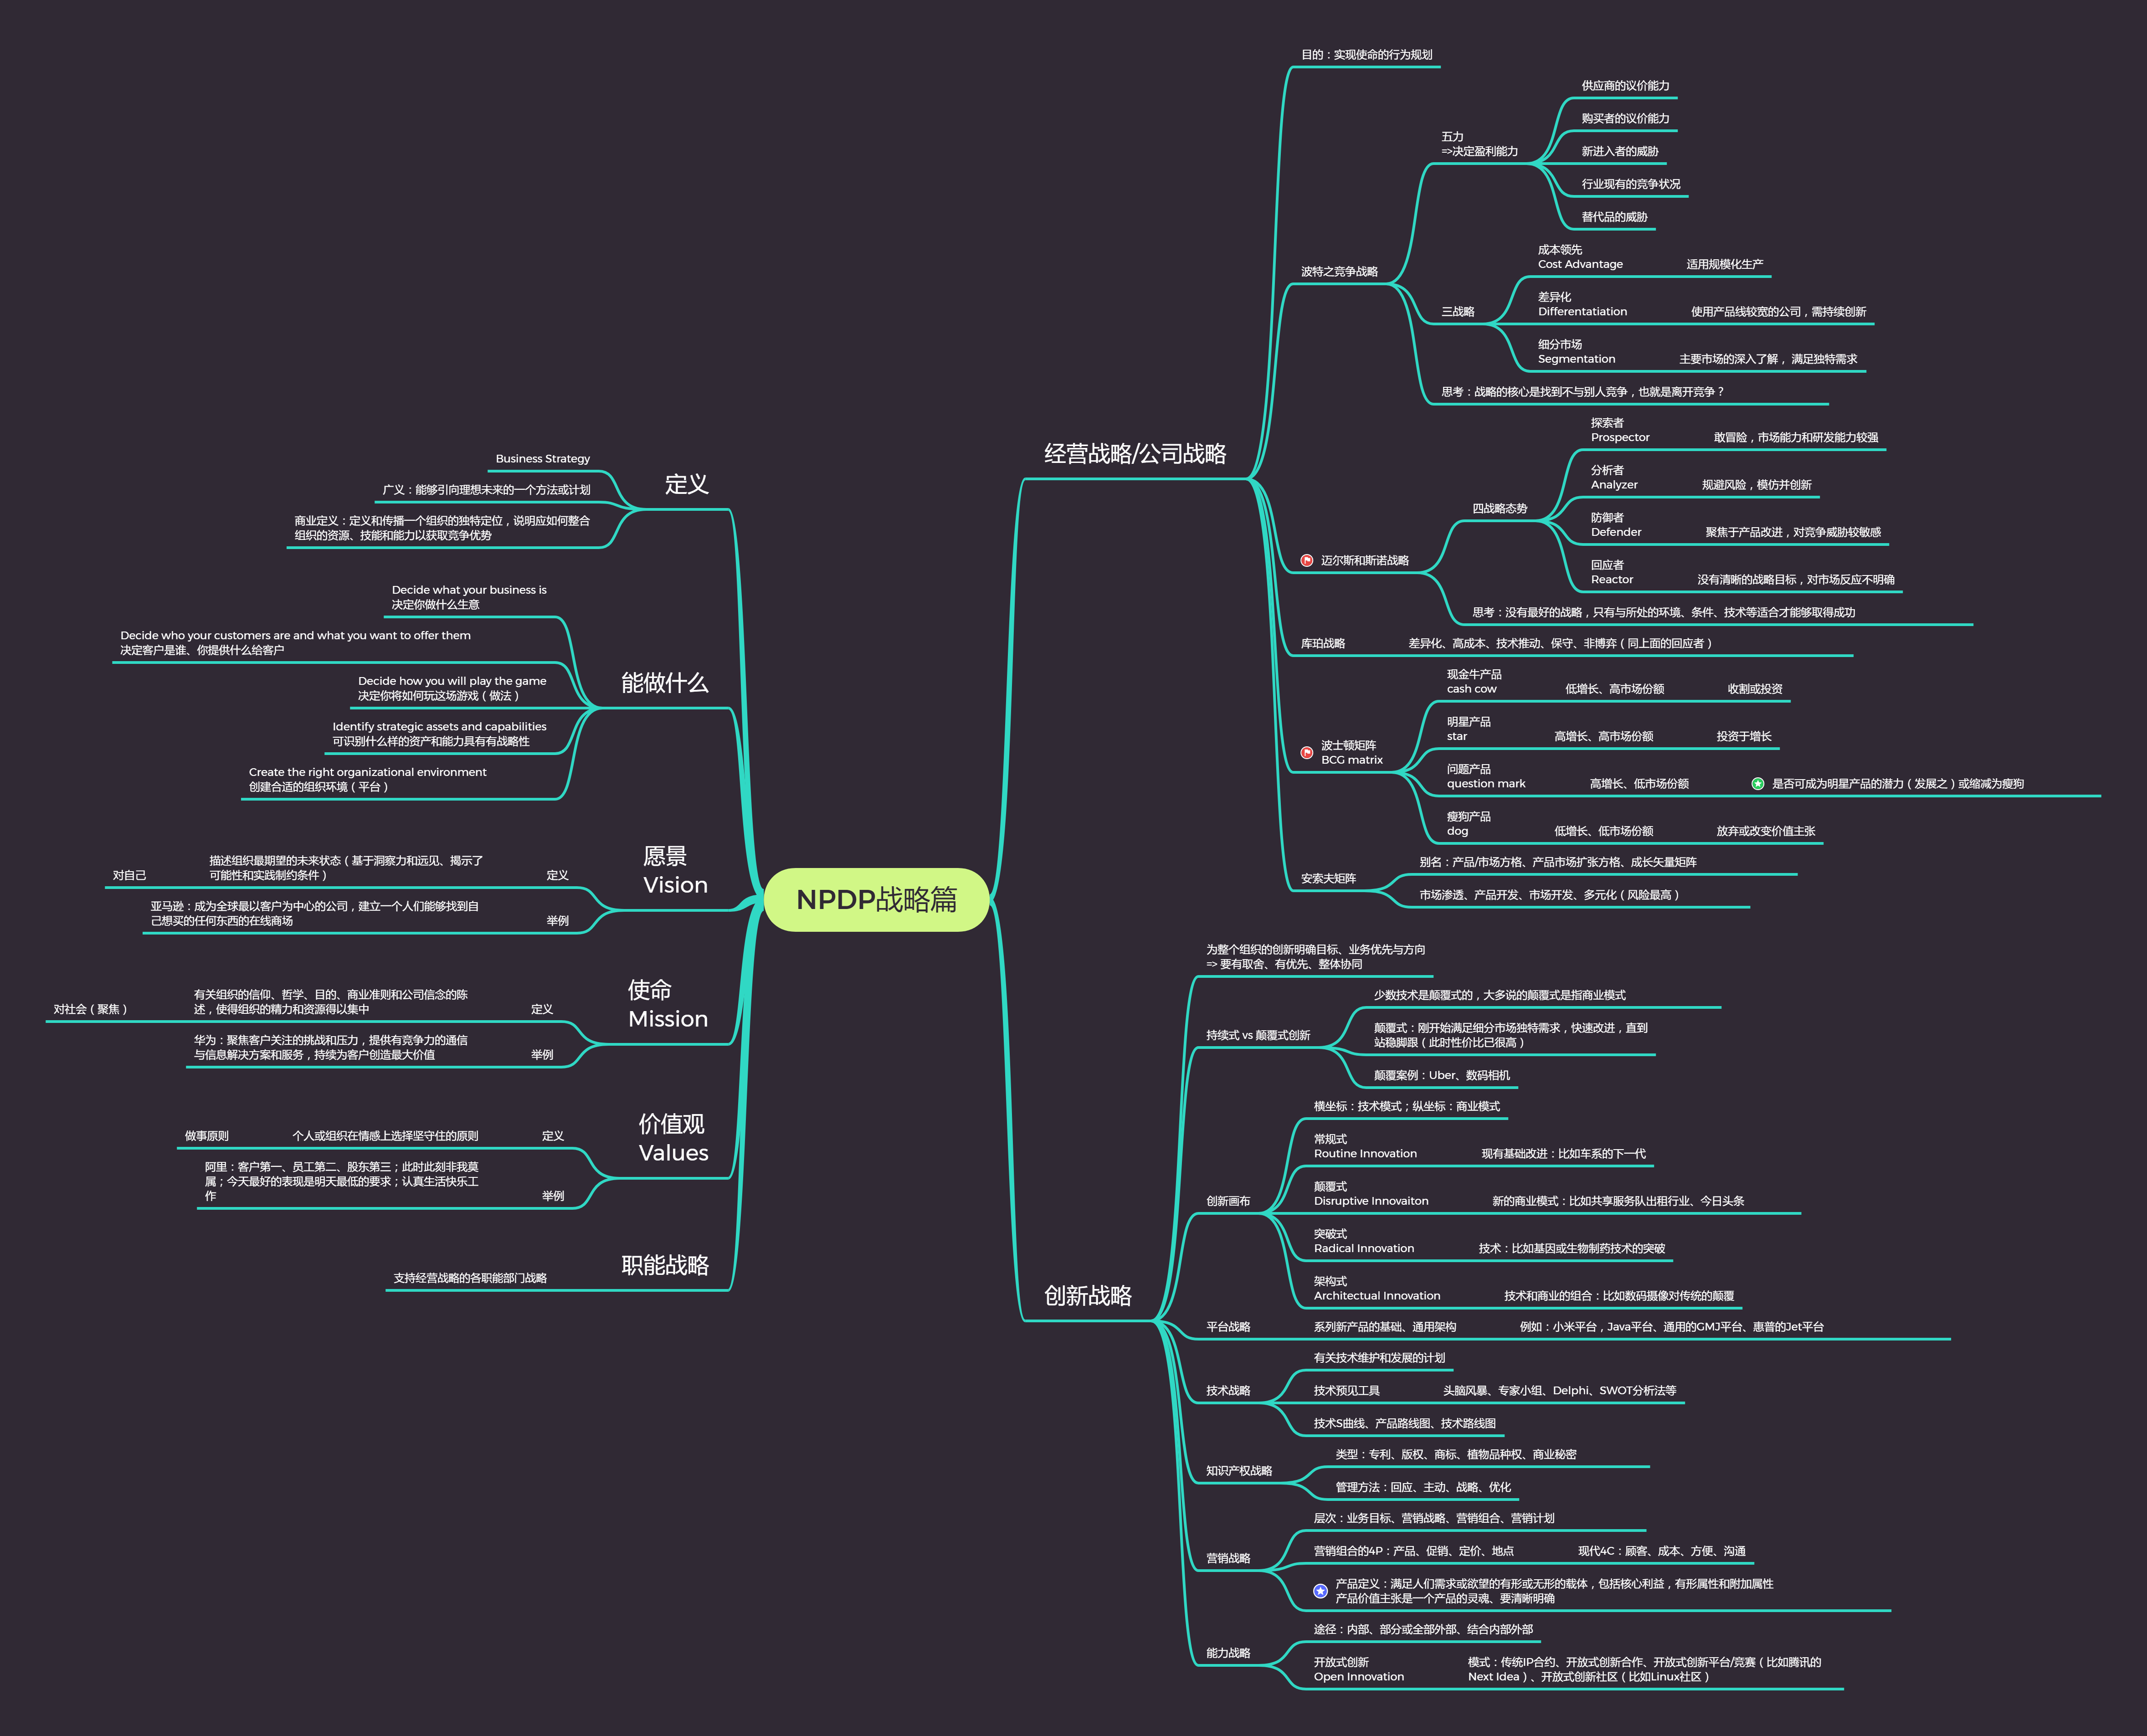 NPDP战略篇
定义
Business Strategy
广义：能够引向理想未来的一个方法或计划
商业定义：定义和传播一个组织的独特定位，说明应如何整合
组织的资源、技能和能力以获取竞争优势
能做什么
Decide what your business is
决定你做什么生意
Decide who your customers are and what you want to offer them
决定客户是谁、你提供什么给客户
Decide how you will play the game
决定你将如何玩这场游戏（做法）
Identify strategic assets and capabilities
可识别什么样的资产和能力具有有战略性
Create the right organizational environment
创建合适的组织环境（平台）
愿景
Vision
定义
描述组织最期望的未来状态（基于洞察力和远见、揭示了
可能性和实践制约条件）
对自己
举例
亚马逊：成为全球最以客户为中心的公司，建立一个人们能够找到自
己想买的任何东西的在线商场
使命
Mission
定义
有关组织的信仰、哲学、目的、商业准则和公司信念的陈
述，使得组织的精力和资源得以集中
对社会（聚焦）
举例
华为：聚焦客户关注的挑战和压力，提供有竞争力的通信
与信息解决方案和服务，持续为客户创造最大价值
价值观
Values
定义
个人或组织在情感上选择坚守住的原则
做事原则
举例
阿里：客户第一、员工第二、股东第三；此时此刻非我莫
属；今天最好的表现是明天最低的要求；认真生活快乐工
作
职能战略
支持经营战略的各职能部门战略
经营战略/公司战略
目的：实现使命的行为规划
波特之竞争战略
五力
=>决定盈利能力
供应商的议价能力
购买者的议价能力
新进入者的威胁
行业现有的竞争状况
替代品的威胁
三战略
成本领先
Cost Advantage
适用规模化生产
差异化
Differentatiation
使用产品线较宽的公司，需持续创新
细分市场
Segmentation
主要市场的深入了解， 满足独特需求
思考：战略的核心是找到不与别人竞争，也就是离开竞争？
迈尔斯和斯诺战略
四战略态势
探索者
Prospector
敢冒险，市场能力和研发能力较强
分析者
Analyzer
规避风险，模仿并创新
防御者
Defender
聚焦于产品改进，对竞争威胁较敏感
回应者
Reactor
没有清晰的战略目标，对市场反应不明确
思考：没有最好的战略，只有与所处的环境、条件、技术等适合才能够取得成功
库珀战略
差异化、高成本、技术推动、保守、非博弈（同上面的回应者）
波士顿矩阵
BCG matrix
现金牛产品
cash cow
低增长、高市场份额
收割或投资
明星产品
star
高增长、高市场份额
投资于增长
问题产品
question mark
高增长、低市场份额
是否可成为明星产品的潜力（发展之）或缩减为瘦狗
瘦狗产品
dog
低增长、低市场份额
放弃或改变价值主张
安索夫矩阵
别名：产品/市场方格、产品市场扩张方格、成长矢量矩阵
市场渗透、产品开发、市场开发、多元化（风险最高）
创新战略
为整个组织的创新明确目标、业务优先与方向
=> 要有取舍、有优先、整体协同
持续式 vs 颠覆式创新
少数技术是颠覆式的，大多说的颠覆式是指商业模式
颠覆式：刚开始满足细分市场独特需求，快速改进，直到
站稳脚跟（此时性价比已很高）
颠覆案例：Uber、数码相机
创新画布
横坐标：技术模式；纵坐标：商业模式
常规式
Routine Innovation
现有基础改进：比如车系的下一代
颠覆式
Disruptive Innovaiton
新的商业模式：比如共享服务队出租行业、今日头条
突破式
Radical Innovation
技术：比如基因或生物制药技术的突破
架构式
Architectual Innovation
技术和商业的组合：比如数码摄像对传统的颠覆
平台战略
系列新产品的基础、通用架构
例如：小米平台，Java平台、通用的GMJ平台、惠普的Jet平台
技术战略
有关技术维护和发展的计划
技术预见工具
头脑风暴、专家小组、Delphi、SWOT分析法等
技术S曲线、产品路线图、技术路线图
知识产权战略
类型：专利、版权、商标、植物品种权、商业秘密
管理方法：回应、主动、战略、优化
营销战略
层次：业务目标、营销战略、营销组合、营销计划
营销组合的4P：产品、促销、定价、地点
现代4C：顾客、成本、方便、沟通
产品定义：满足人们需求或欲望的有形或无形的载体，包括核心利益，有形属性和附加属性
产品价值主张是一个产品的灵魂、要清晰明确
能力战略
途径：内部、部分或全部外部、结合内部外部
开放式创新
Open Innovation
模式：传统IP合约、开放式创新合作、开放式创新平台/竞赛（比如腾讯的
Next Idea）、开放式创新社区（比如Linux社区）